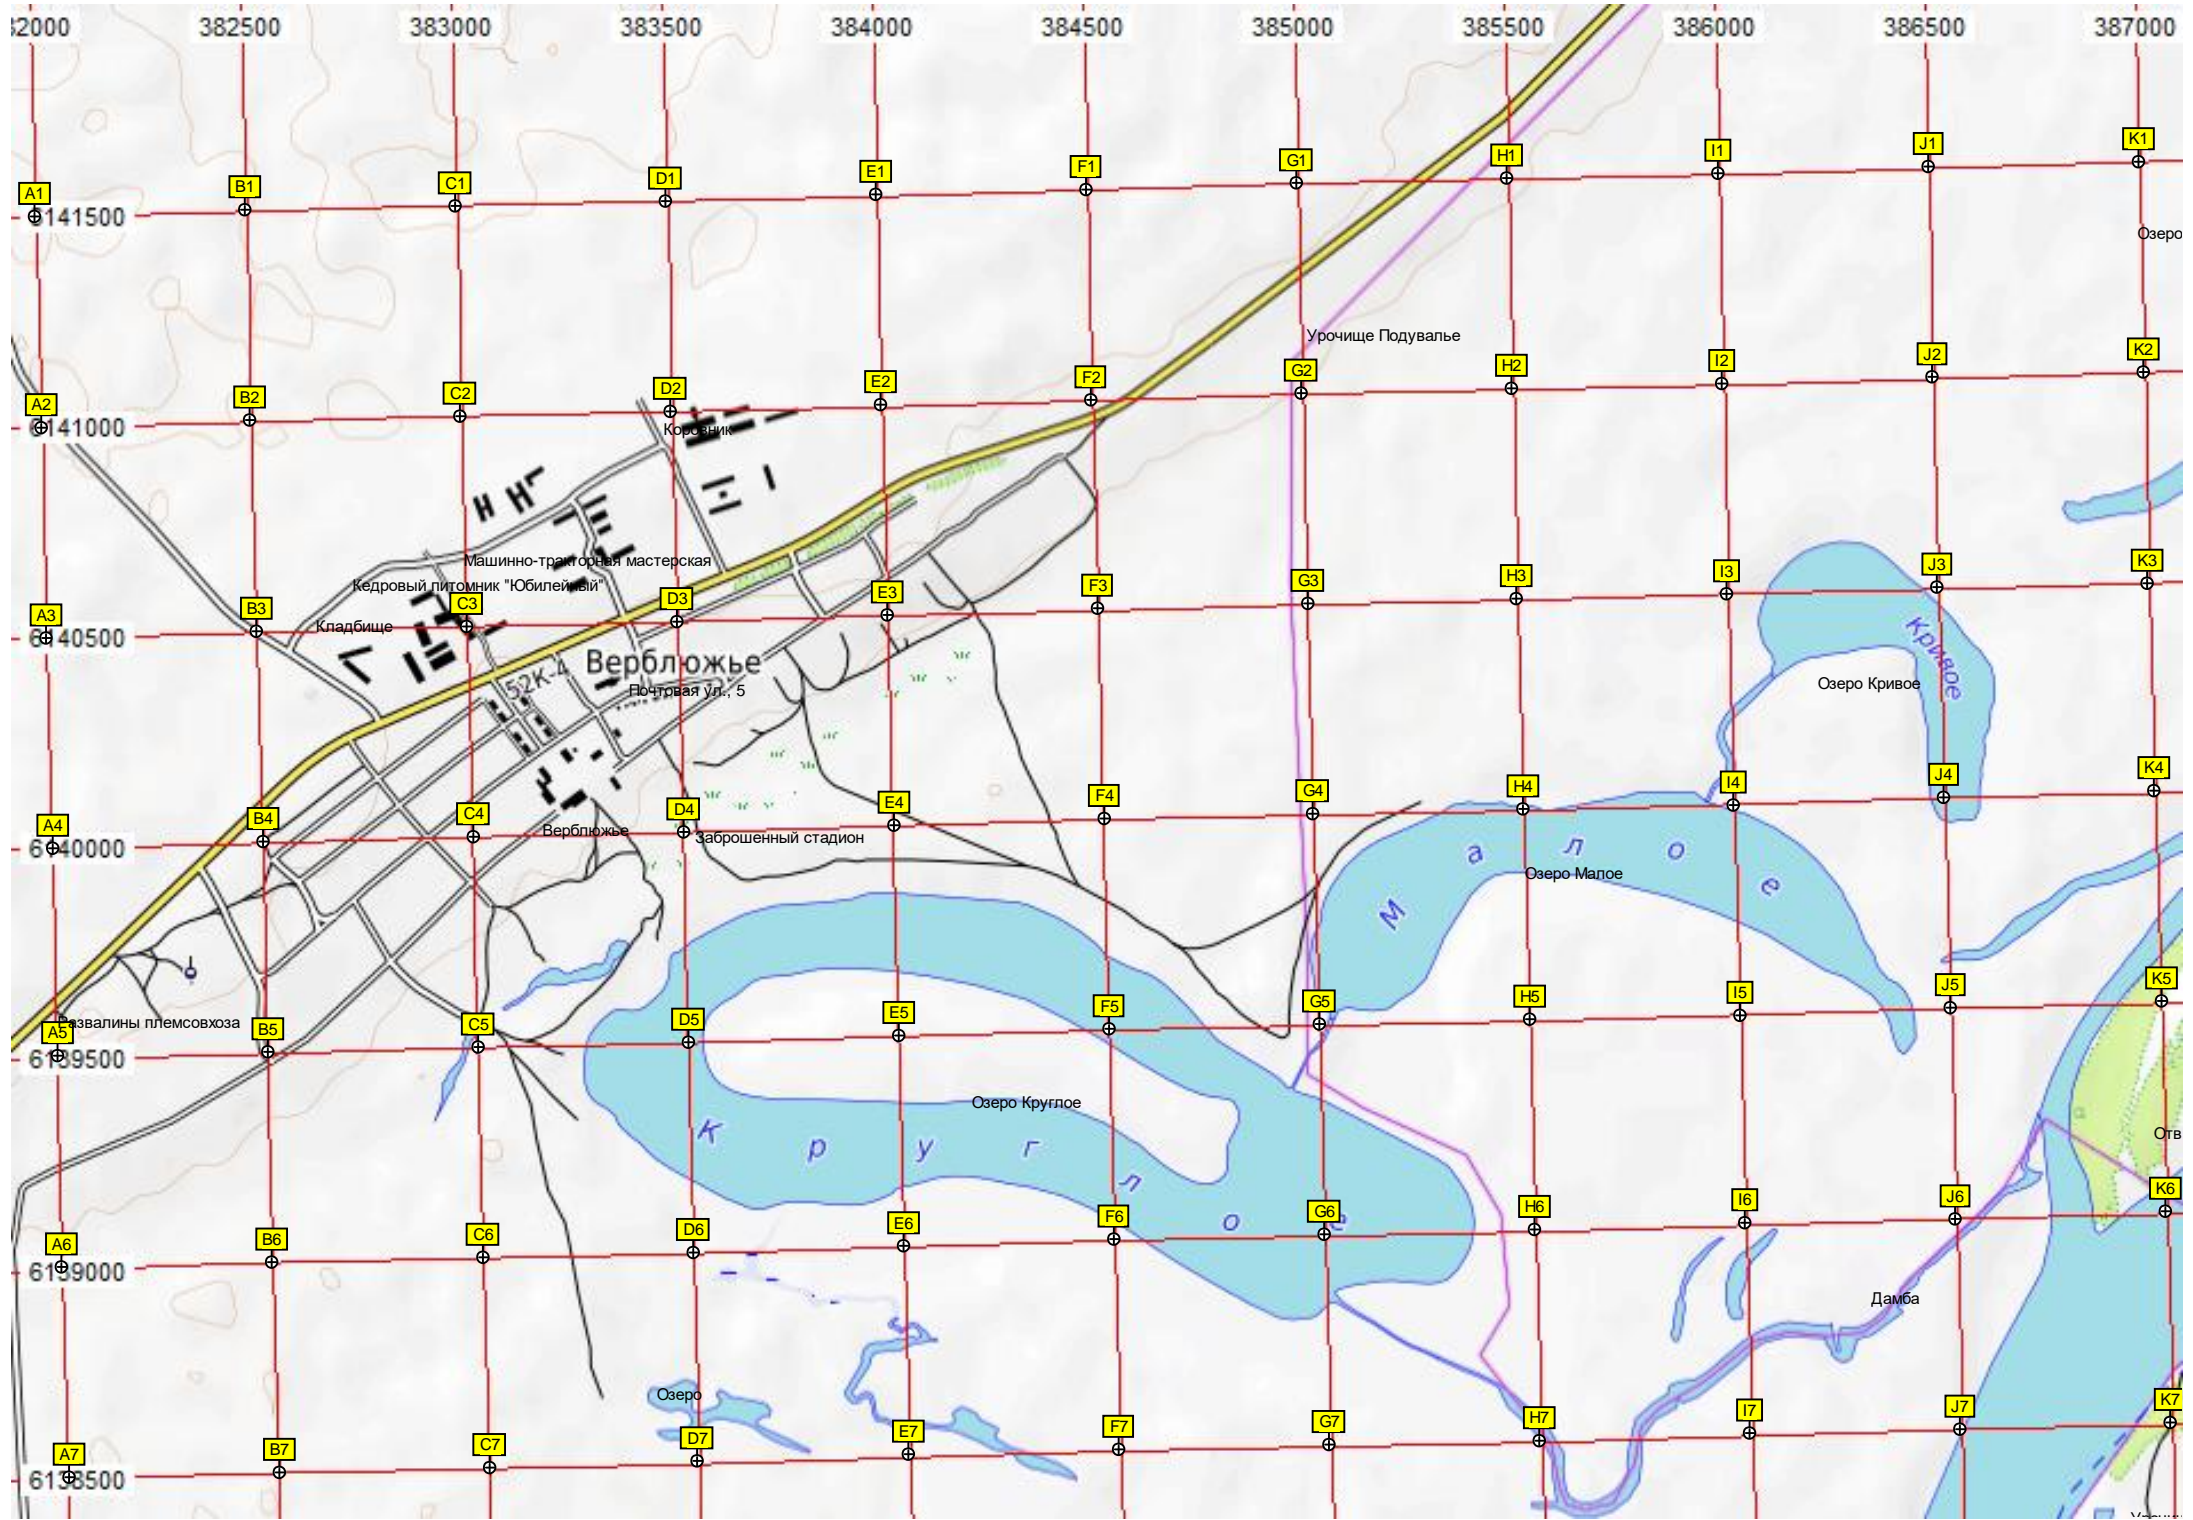 382500 383000 383500 384000 384500 385000 385500 386000 386500 387000
A1 B1 C1 D1 E1 F1 G1 H1 I1 J1 K1
6141500
Озеро
Урочище Подувалье
A2 B2 C2 D2 E2 F2 G2 H2 I2 J2 K2
6141000
Коровник
Машинно-тракторная мастерская
Кедровый питомник "Юбилейный"
A3 B3 C3 D3 E3 F3 G3 H3 I3 J3 K3
Кладбище
6140500
Кривое
Верблюжье
52К-4
Почтовая ул., 5
Озеро Кривое
A4 B4 C4 D4 E4 F4 G4 H4 I4 J4 K4
Верблюжье
Заброшенный стадион
6140000
Малое
Озеро Малое
A5 B5 C5 D5 E5 F5 G5 H5 I5 J5 K5
Развалины племсовхоза
6139500
Озеро Круглое
Круглое
Отв
A6 B6 C6 D6 E6 F6 G6 H6 I6 J6 K6
6139000
Дамба
Озеро
A7 B7 C7 D7 E7 F7 G7 H7 I7 J7 K7
6138500